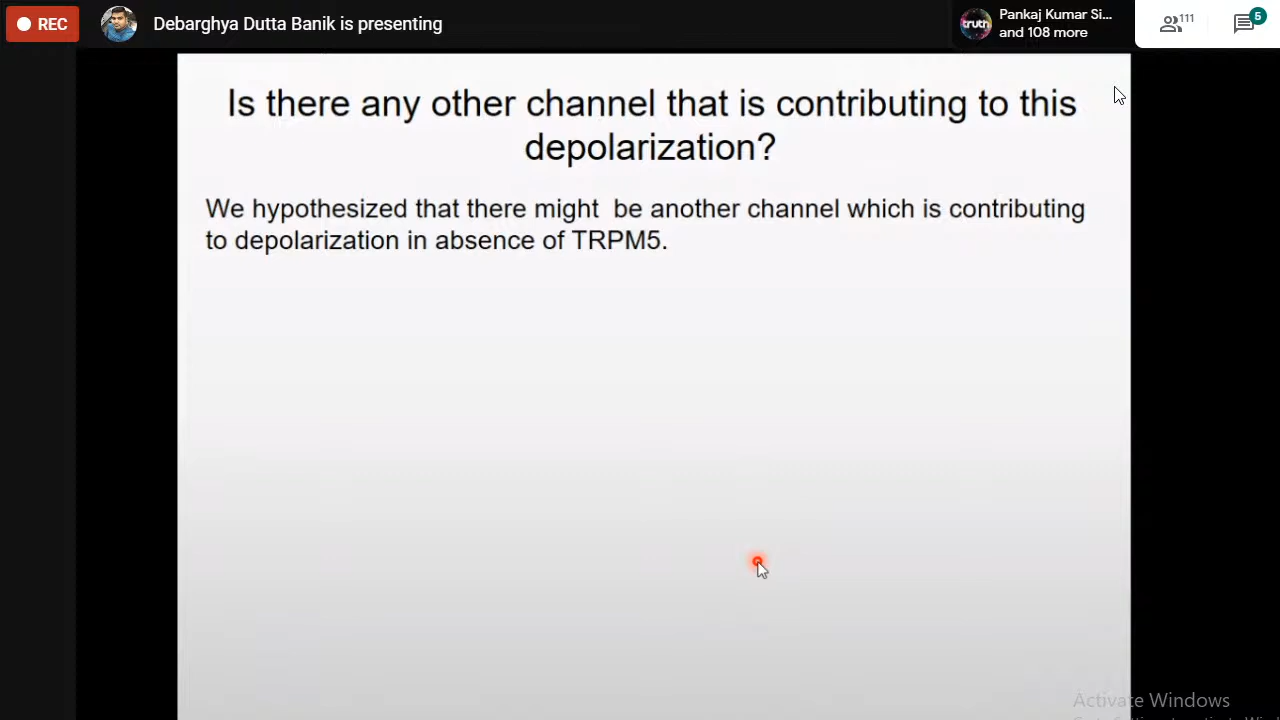 REC
Debarghya Dutta Banik is presenting
truth
Pankaj Kumar Si...
and 108 more
111
5
Is there any other channel that is contributing to this
depolarization?
We hypothesized that there might  be another channel which is contributing
to depolarization in absence of TRPM5.
Activate Windows